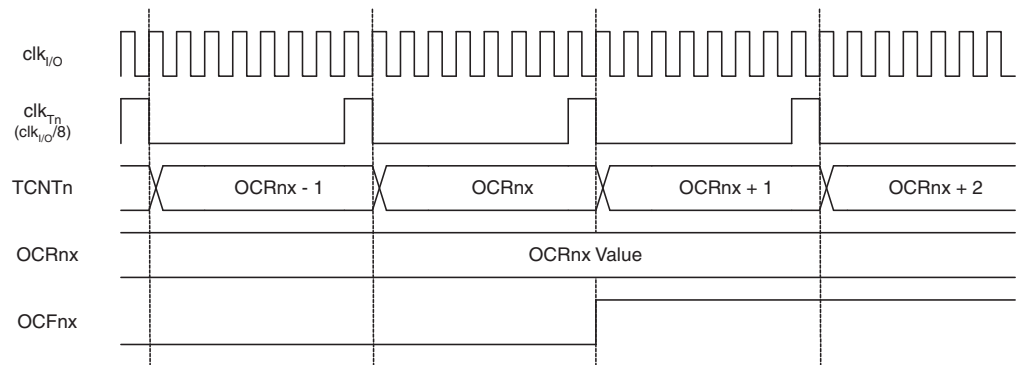 clkI/O
clkTn
(clkI/O/8)
TCNTn OCRnx - 1 OCRnx OCRnx + 1 OCRnx + 2
OCRnx OCRnx Value
OCFnx